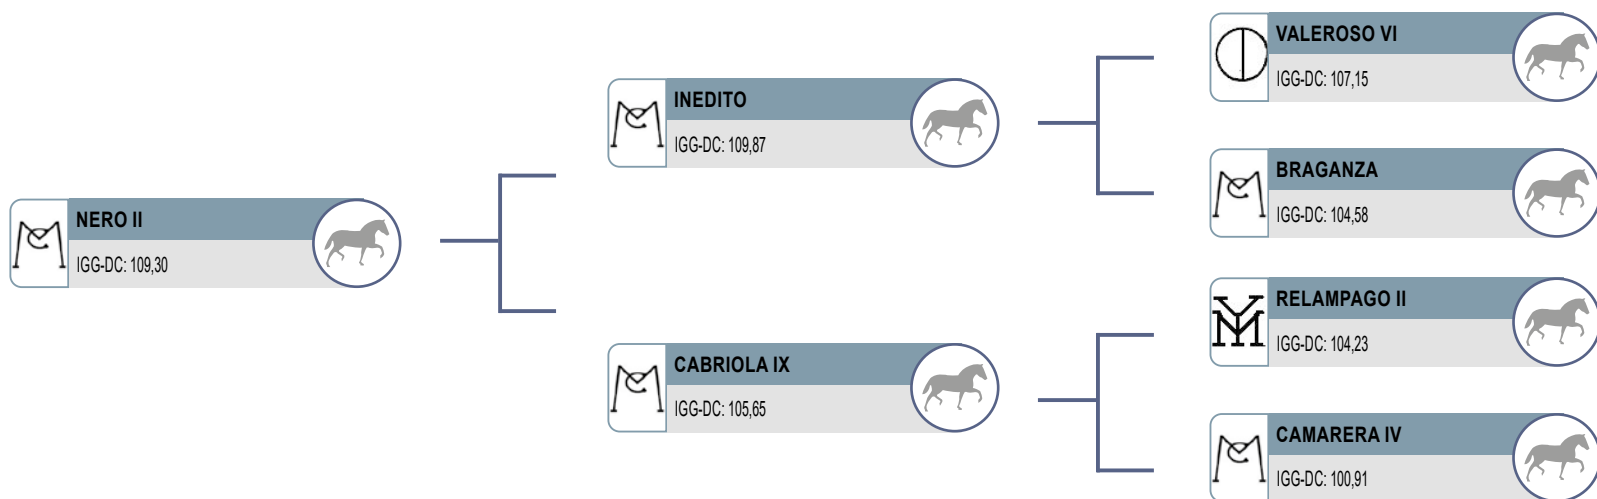 NERO II
IGG-DC: 109,30
INEDITO
IGG-DC: 109,87
CABRIOLA IX
IGG-DC: 105,65
VALEROSO VI
IGG-DC: 107,15
BRAGANZA
IGG-DC: 104,58
RELAMPAGO II
IGG-DC: 104,23
CAMARERA IV
IGG-DC: 100,91